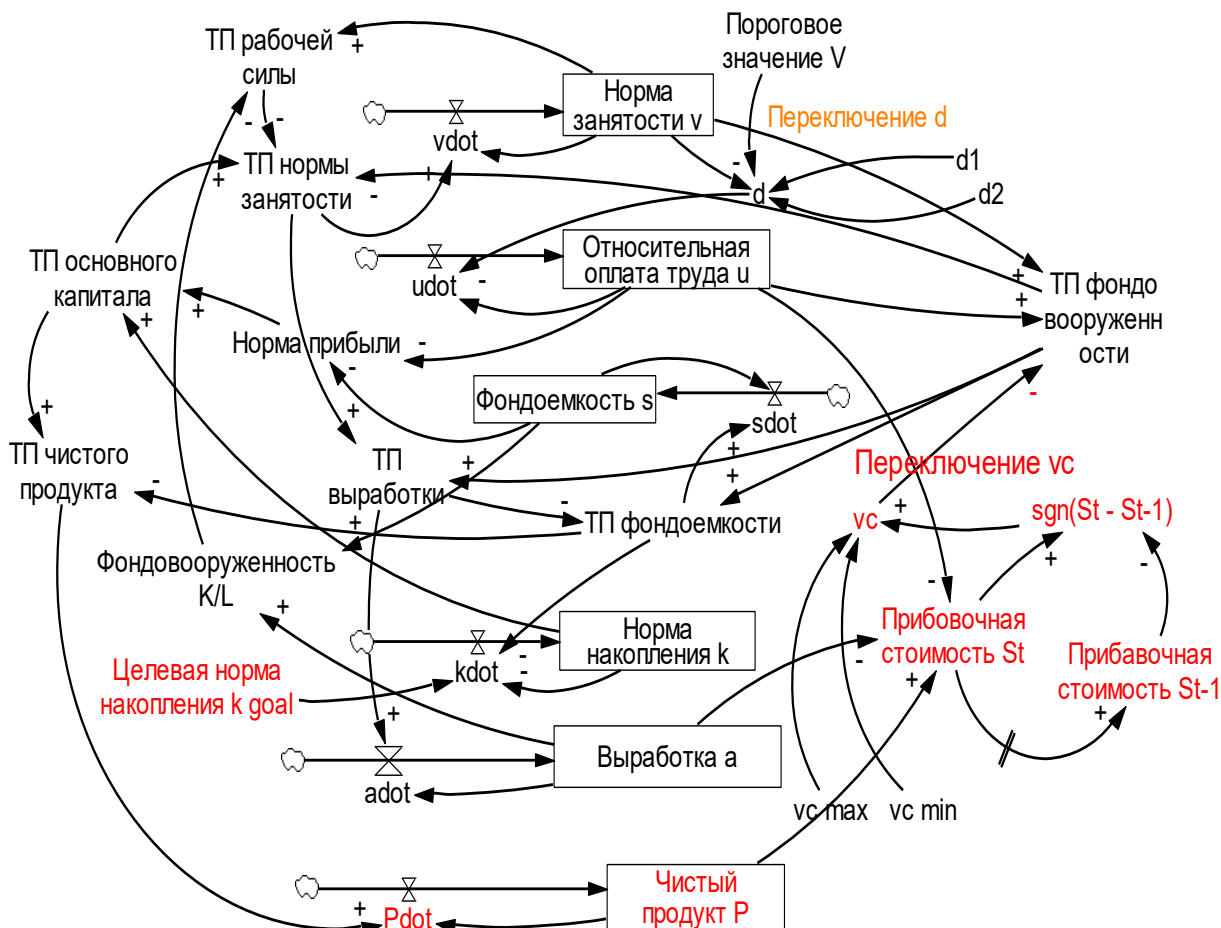 ТП рабочей
силы
Пороговое
значение V
+
Норма
занятости v
Переключение d
- -
vdot
ТП нормы
занятости
+
-
+
-
d
d1
d2
ТП основного
капитала
+
+
Относительная
оплата труда u
udot
-
+
+
ТП фондо
вооруженн
ости
-
Норма прибыли
-
-
Фондоемкость s
sdot
+
+
+
+
ТП чистого
продукта
-
ТП
выработки
+
-
+
ТП фондоемкости
Переключение vc
+
vc
sgn(St - St-1)
+
-
Фондовооруженность
K/L
+
-
Прибовочная
стоимость St
-
+
Норма
накопления k
-
-
kdot
Целевая норма
накопления k goal
Прибавочная
стоимость St-1
+
+
Выработка a
adot
vc max
vc min
Чистый
продукт P
+
Pdot